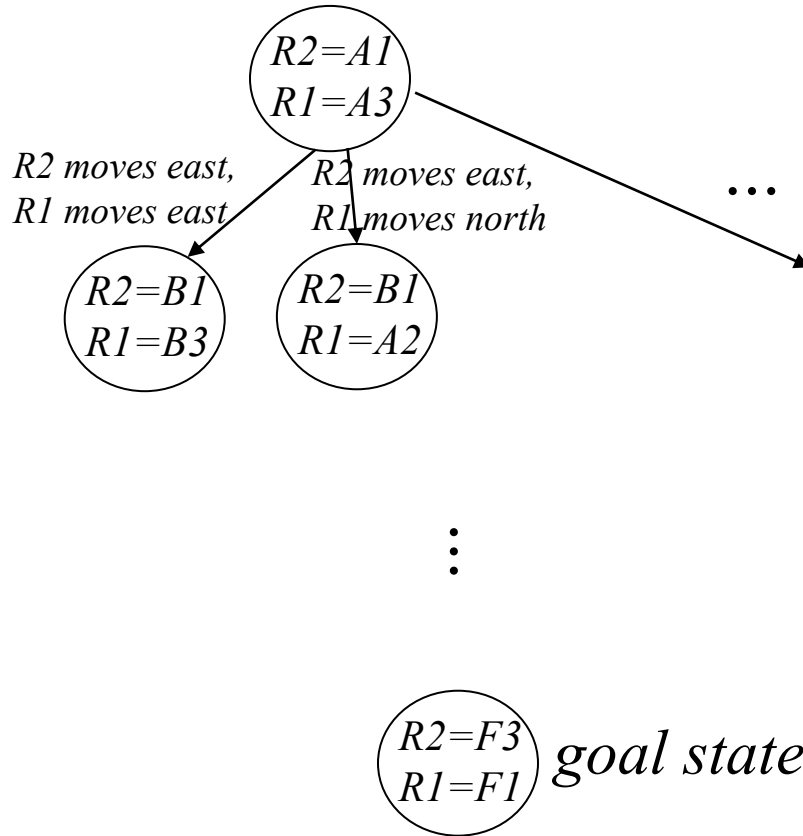 R2=A1
R1=A3
R2 moves east,
R1 moves east
R2 moves east,
R1 moves north
...
R2=B1
R1=B3
R2=B1
R1=A2
R2=F3
R1=F1
goal state